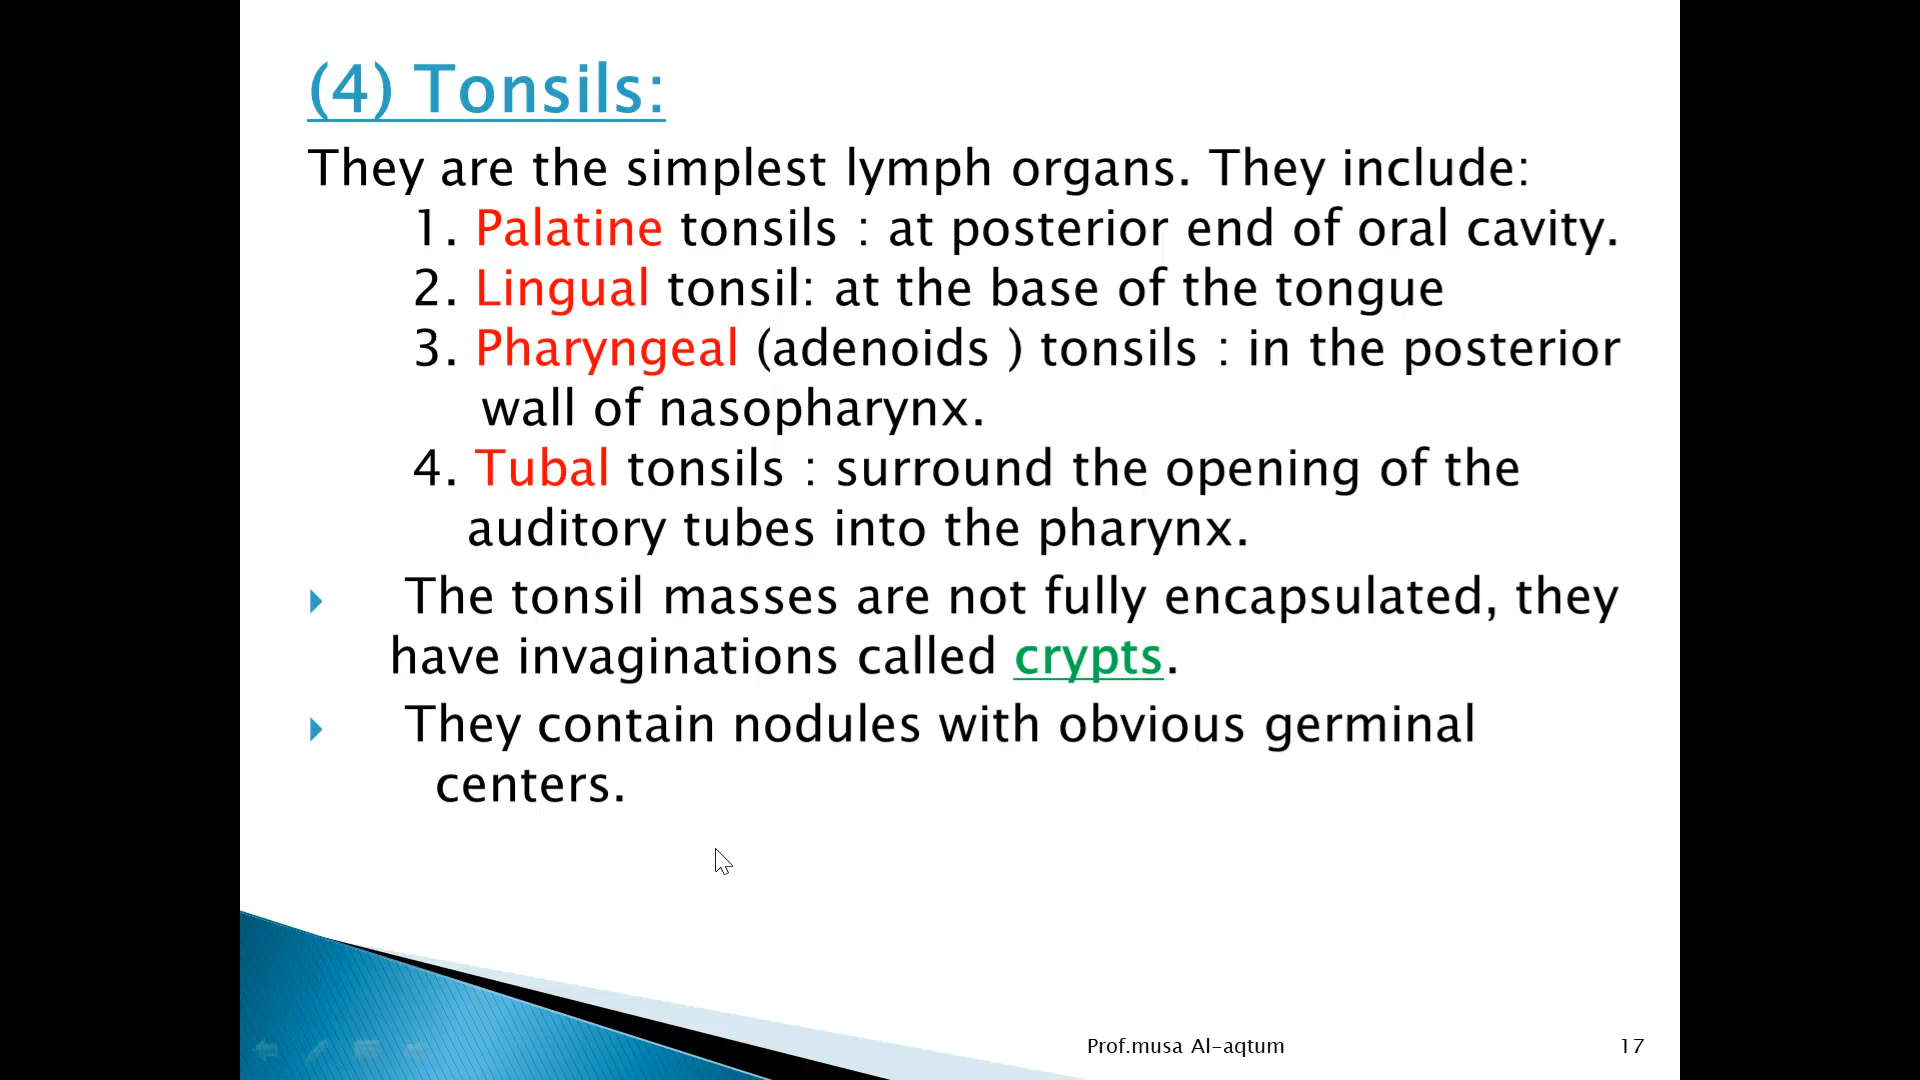 (4) Tonsils:
They are the simplest lymph organs. They include:
1. Palatine tonsils : at posterior end of oral cavity.
2. Lingual tonsil: at the base of the tongue
3. Pharyngeal (adenoids ) tonsils : in the posterior
wall of nasopharynx.
4. Tubal tonsils : surround the opening of the
auditory tubes into the pharynx.
The tonsil masses are not fully encapsulated, they
have invaginations called crypts.
They contain nodules with obvious germinal
centers.
Prof.musa Al-aqtum
17